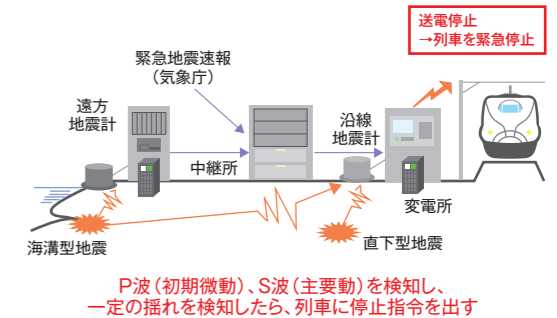 送電停止
→列車を緊急停止
緊急地震速報
（気象庁）
遠方
地震計
沿線
地震計
中継所
変電所
海溝型地震
直下型地震
P波（初期微動）、S波（主要動）を検知し、
一定の揺れを検知したら、列車に停止指令を出す